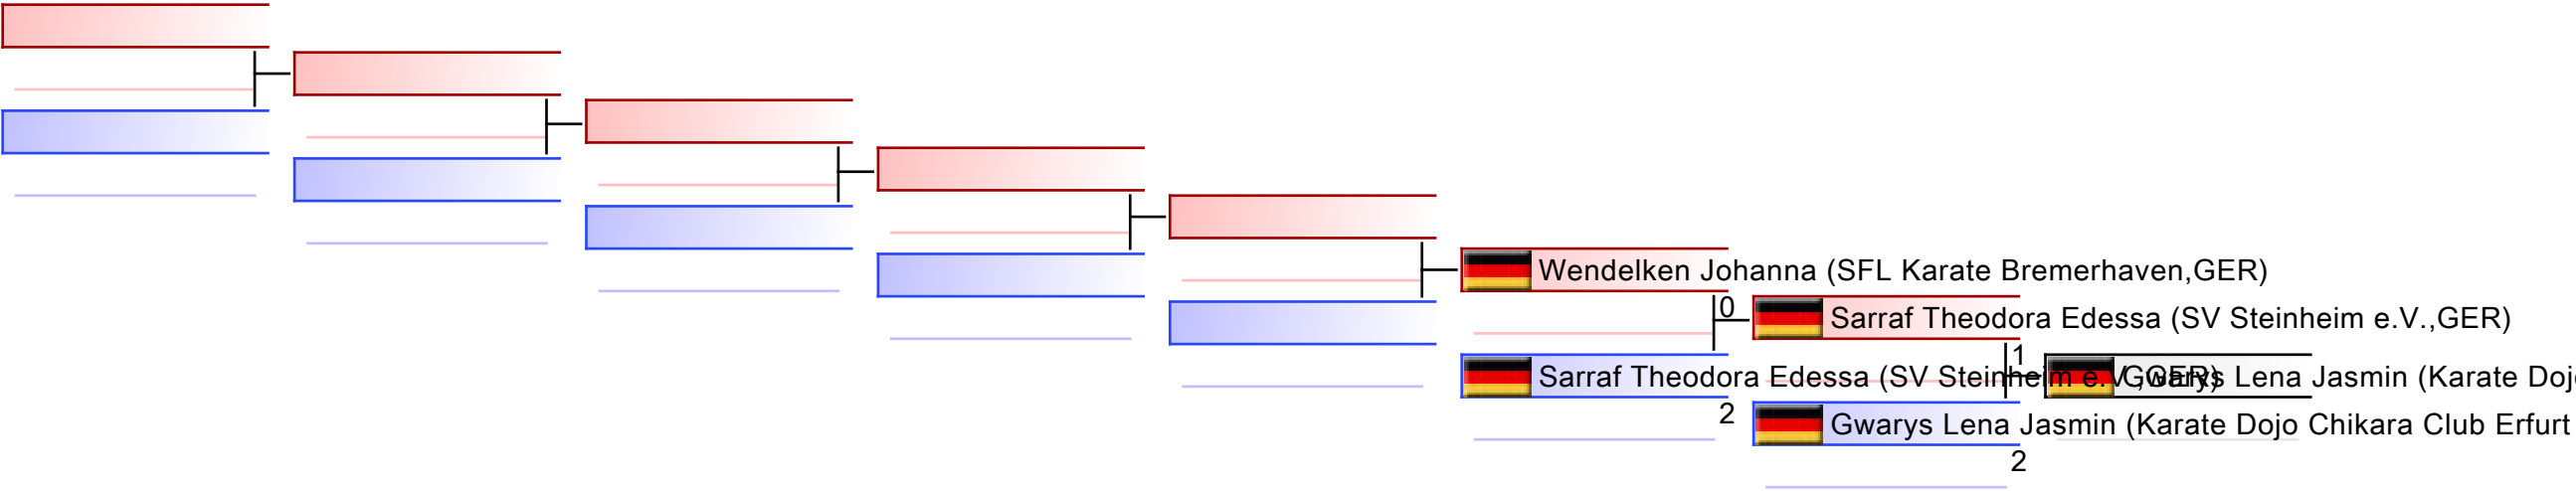 Wendelken Johanna (SFL Karate Bremerhaven,GER)
0
Sarraf Theodora Edessa (SV Steinheim e.V.,GER)
1
Sarraf Theodora Edessa (SV Steinheim e.V.,GER)
Gwarys Lena Jasmin (Karate Doj
2
Gwarys Lena Jasmin (Karate Dojo Chikara Club Erfurt
2